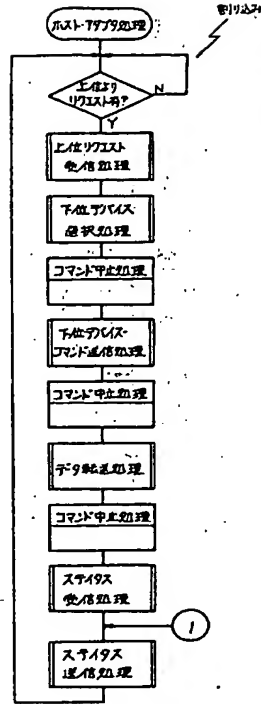 割り込み
ホスト・アダプタ処理
上位より
リクエスト有?
N
Y
上位リクエスト
受信処理
下位デバイス
選択処理
コマンド中止処理
下位デバイス・
コマンド送信処理
コマンド中止処理
データ転送処理
コマンド中止処理
ステイタス
受信処理
1
ステイタス
送信処理